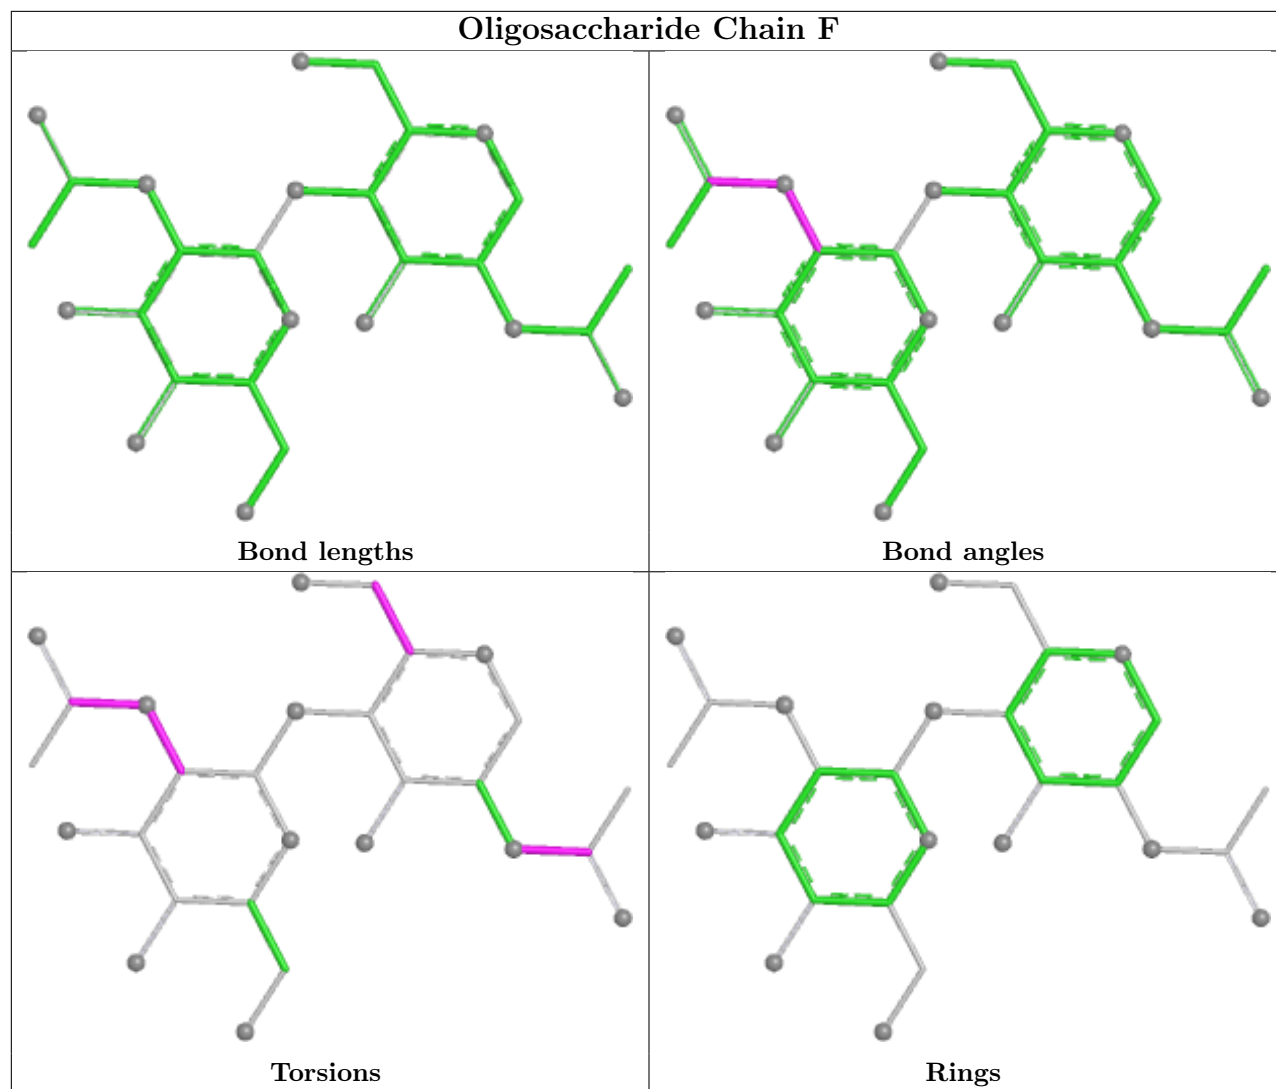 Oligosaccharide Chain F
Bond lengths
Bond angles
Torsions
Rings